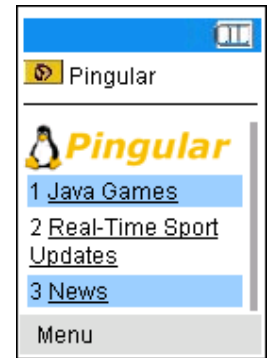 Pingular
Pingular
1 Java Games
2 Real-Time Sport
Updates
3 News
Menu